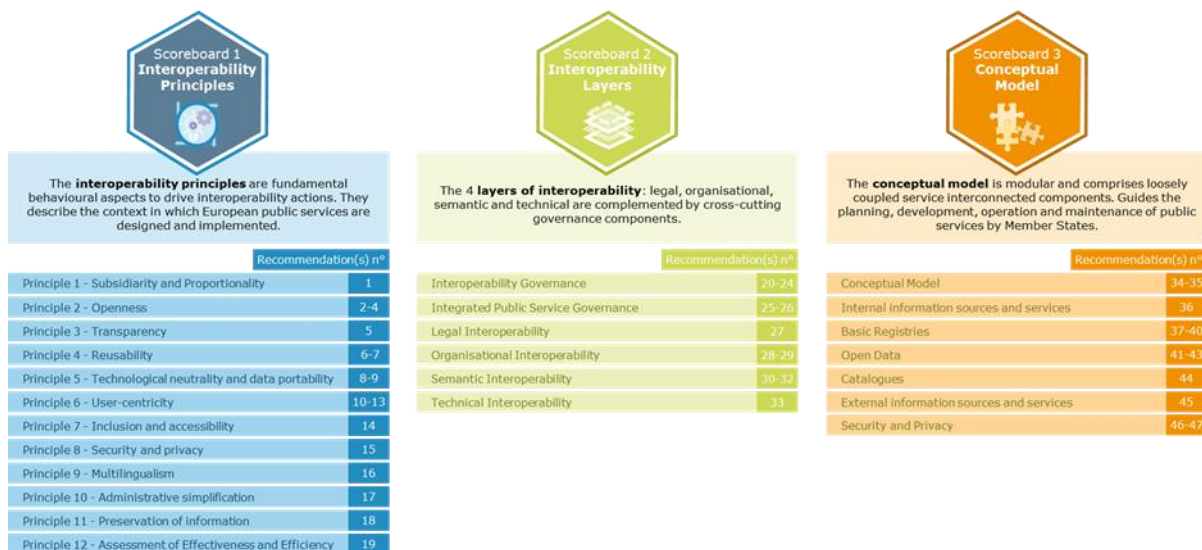 Scoreboard 1
Interoperability
Principles
The interoperability principles are fundamental
behavioural aspects to drive interoperability actions. They
describe the context in which European public services are
designed and implemented.
Recommendation(s) nº
Principle 1 - Subsidiarity and Proportionality 1
Principle 2 - Openness 2-4
Principle 3 - Transparency 5
Principle 4 - Reusability 6-7
Principle 5 - Technological neutrality and data portability 8-9
Principle 6 - User-centricity 10-13
Principle 7 - Inclusion and accessibility 14
Principle 8 - Security and privacy 15
Principle 9 - Multilingualism 16
Principle 10 - Administrative simplification 17
Principle 11 - Preservation of information 18
Principle 12 - Assessment of Effectiveness and Efficiency 19
Scoreboard 2
Interoperability
Layers
The 4 layers of interoperability: legal, organisational,
semantic and technical are complemented by cross-cutting
governance components.
Recommendation(s) nº
Interoperability Governance 20-24
Integrated Public Service Governance 25-26
Legal Interoperability 27
Organisational Interoperability 28-29
Semantic Interoperability 30-32
Technical Interoperability 33
Scoreboard 3
Conceptual
Model
The conceptual model is modular and comprises loosely
coupled service interconnected components. Guides the
planning, development, operation and maintenance of public
services by Member States.
Recommendation(s) nº
Conceptual Model 34-35
Internal information sources and services 36
Basic Registries 37-40
Open Data 41-43
Catalogues 44
External information sources and services 45
Security and Privacy 46-47